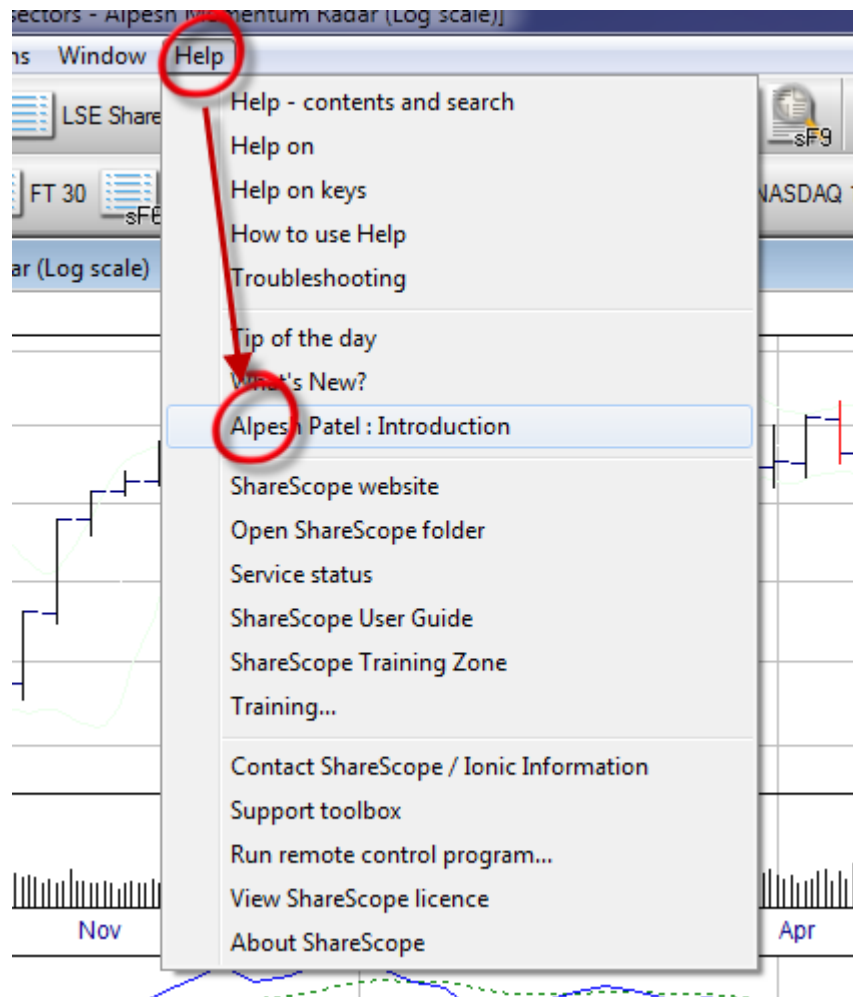 sectors - Alpesh Momentum Radar (Log scale)]
ns Window Help
LSE Share
sF9
FT 30
sF6
NASDAQ
ar (Log scale)
Help - contents and search
Help on
Help on keys
How to use Help
Troubleshooting
Tip of the day
What's New?
Alpesh Patel : Introduction
ShareScope website
Open ShareScope folder
Service status
ShareScope User Guide
ShareScope Training Zone
Training...
Contact ShareScope / Ionic Information
Support toolbox
Run remote control program...
View ShareScope licence
About ShareScope
Nov
Apr